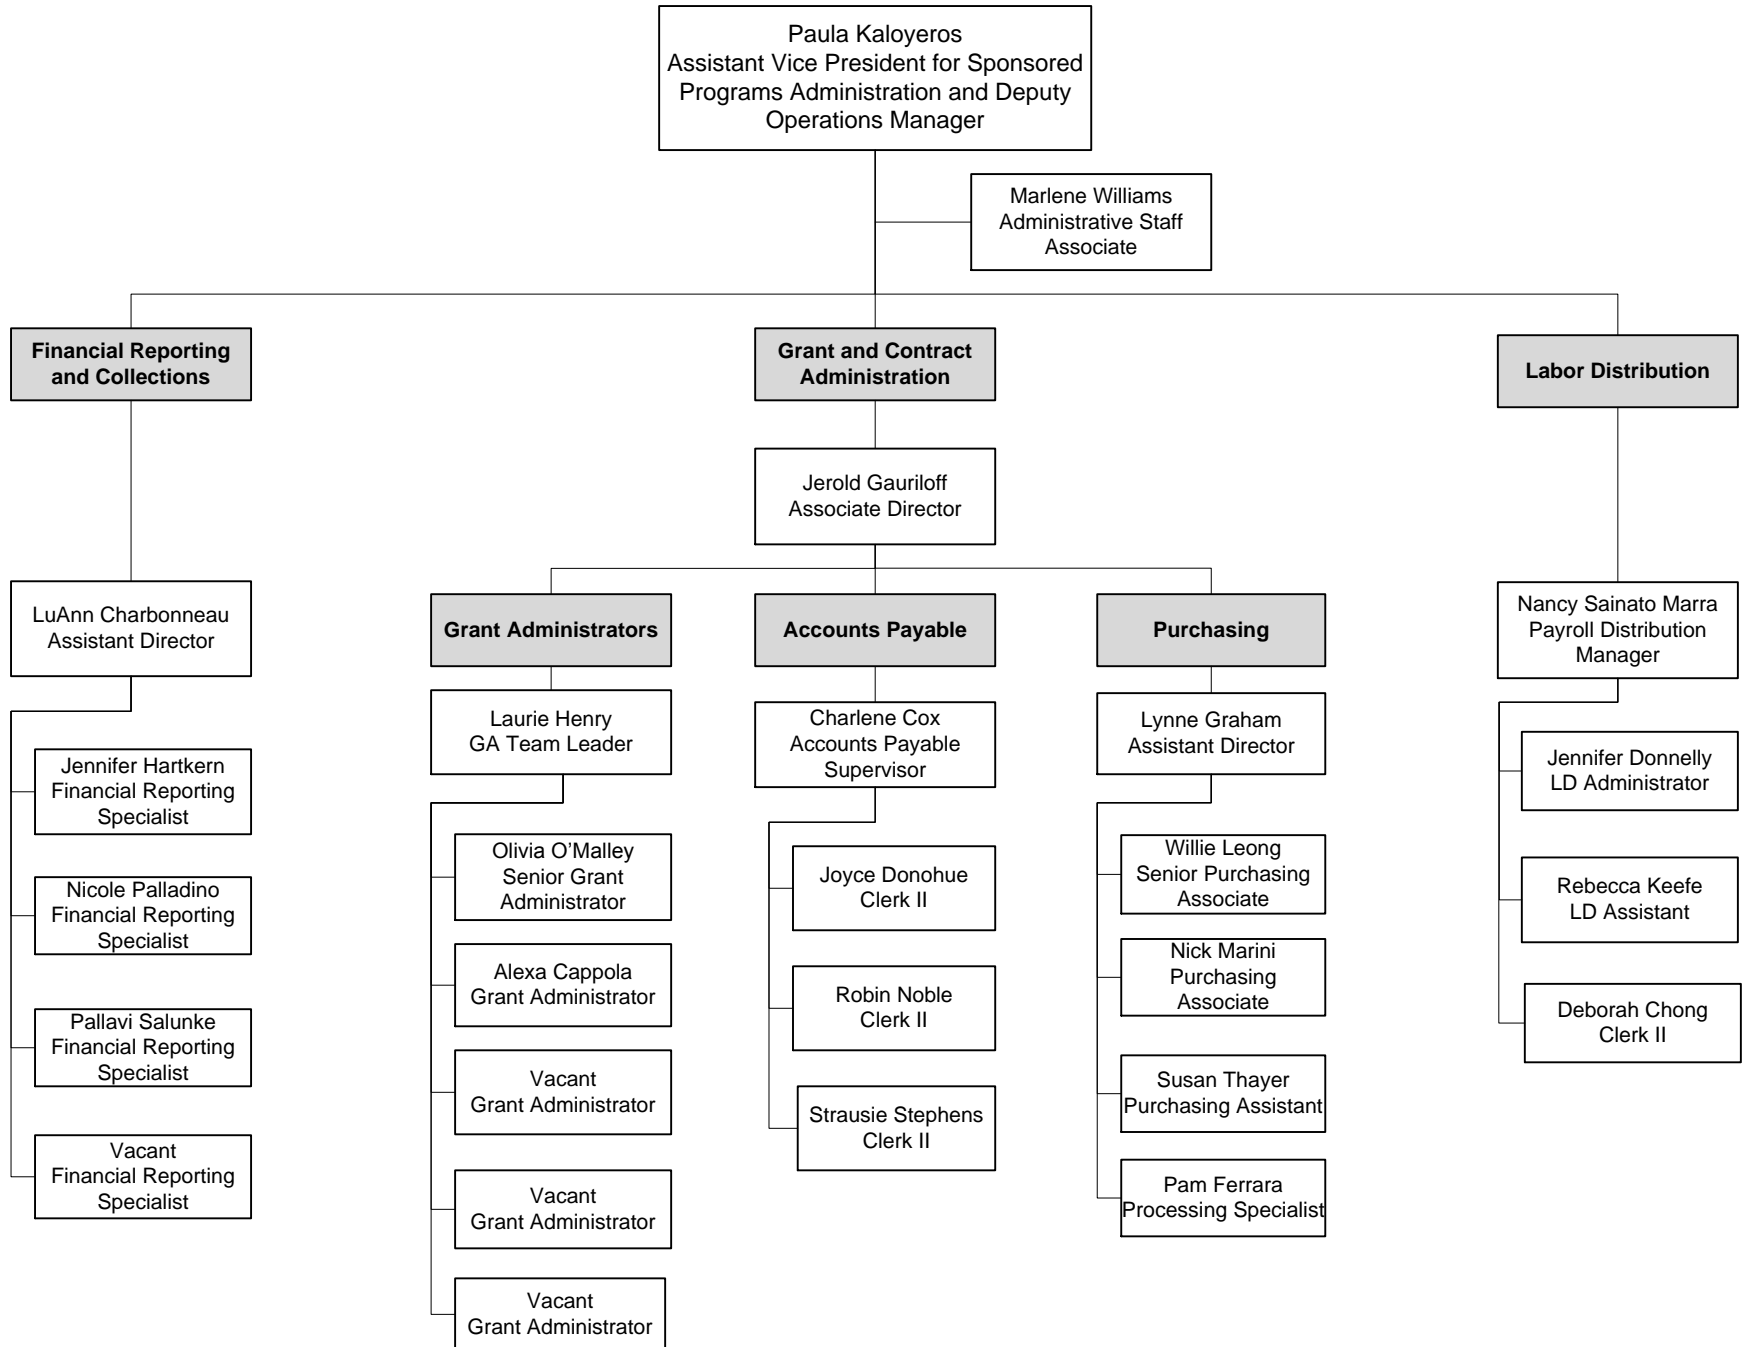 Paula Kaloyeros
Assistant Vice President for Sponsored
Programs Administration and Deputy
Operations Manager
Marlene Williams
Administrative Staff
Associate
Financial Reporting
and Collections
LuAnn Charbonneau
Assistant Director
Jennifer Hartkern
Financial Reporting
Specialist
Nicole Palladino
Financial Reporting
Specialist
Pallavi Salunke
Financial Reporting
Specialist
Vacant
Financial Reporting
Specialist
Grant and Contract
Administration
Jerold Gauriloff
Associate Director
Grant Administrators
Laurie Henry
GA Team Leader
Olivia O’Malley
Senior Grant
Administrator
Alexa Cappola
Grant Administrator
Vacant
Grant Administrator
Vacant
Grant Administrator
Vacant
Grant Administrator
Accounts Payable
Charlene Cox
Accounts Payable
Supervisor
Joyce Donohue
Clerk II
Robin Noble
Clerk II
Strausie Stephens
Clerk II
Purchasing
Lynne Graham
Assistant Director
Willie Leong
Senior Purchasing
Associate
Nick Marini
Purchasing
Associate
Susan Thayer
Purchasing Assistant
Pam Ferrara
Processing Specialist
Labor Distribution
Nancy Sainato Marra
Payroll Distribution
Manager
Jennifer Donnelly
LD Administrator
Rebecca Keefe
LD Assistant
Deborah Chong
Clerk II